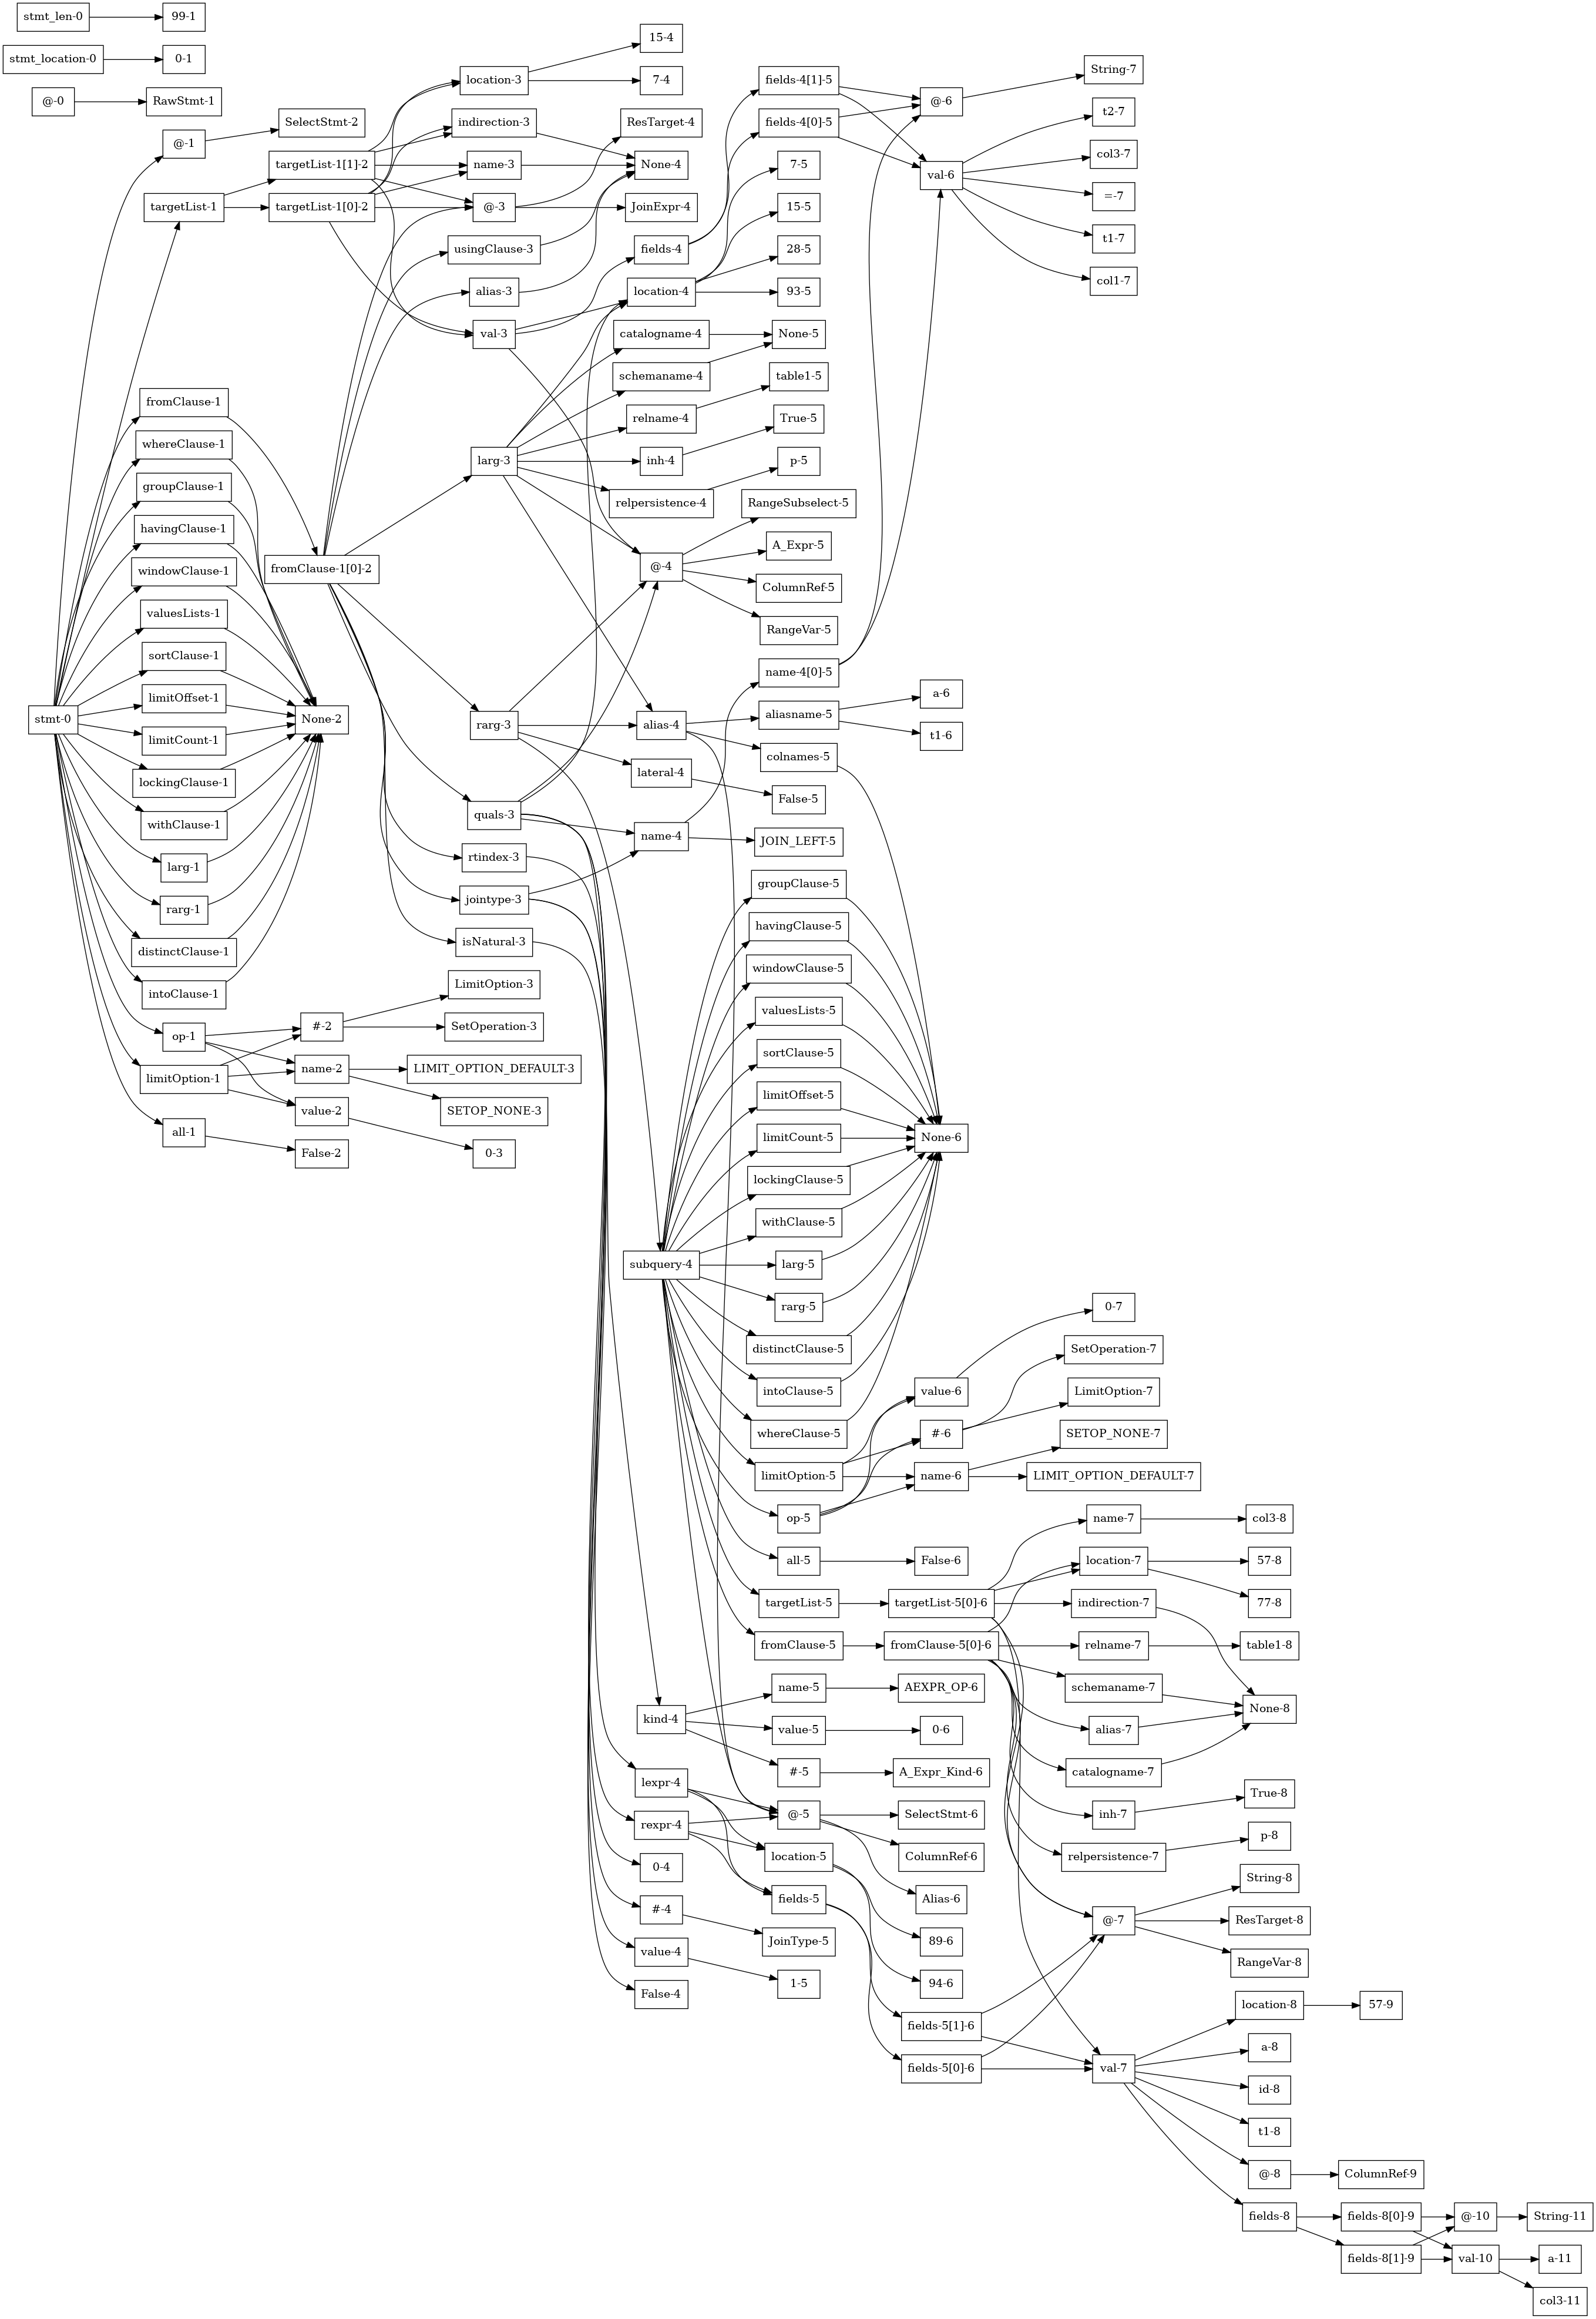 stmt_len-0
99-1
stmt_location-0
0-1
@-0
RawStmt-1
@-1
SelectStmt-2
targetList-1
targetList-1[1]-2
targetList-1[0]-2
location-3
15-4
7-4
indirection-3
name-3
@-3
ResTarget-4
None-4
JoinExpr-4
usingClause-3
alias-3
val-3
fields-4
location-4
fields-4[1]-5
fields-4[0]-5
@-6
String-7
val-6
t2-7
col3-7
=-7
t1-7
col1-7
7-5
15-5
28-5
93-5
catalogname-4
None-5
schemaname-4
table1-5
relname-4
True-5
larg-3
inh-4
p-5
relpersistence-4
RangeSubselect-5
@-4
A_Expr-5
ColumnRef-5
RangeVar-5
stmt-0
fromClause-1
whereClause-1
groupClause-1
havingClause-1
windowClause-1
valuesLists-1
sortClause-1
limitOffset-1
limitCount-1
lockingClause-1
withClause-1
larg-1
rarg-1
distinctClause-1
intoClause-1
fromClause-1[0]-2
None-2
op-1
limitOption-1
all-1
#-2
name-2
value-2
False-2
LimitOption-3
SetOperation-3
LIMIT_OPTION_DEFAULT-3
SETOP_NONE-3
0-3
rarg-3
quals-3
rtindex-3
jointype-3
isNatural-3
name-4[0]-5
alias-4
aliasname-5
a-6
t1-6
colnames-5
lateral-4
False-5
name-4
JOIN_LEFT-5
subquery-4
groupClause-5
havingClause-5
windowClause-5
valuesLists-5
sortClause-5
limitOffset-5
limitCount-5
lockingClause-5
withClause-5
larg-5
rarg-5
distinctClause-5
intoClause-5
whereClause-5
None-6
limitOption-5
op-5
all-5
value-6
#-6
name-6
False-6
0-7
SetOperation-7
LimitOption-7
SETOP_NONE-7
LIMIT_OPTION_DEFAULT-7
targetList-5
targetList-5[0]-6
fromClause-5
fromClause-5[0]-6
name-7
col3-8
location-7
57-8
77-8
indirection-7
relname-7
table1-8
schemaname-7
None-8
alias-7
catalogname-7
inh-7
True-8
relpersistence-7
p-8
kind-4
name-5
AEXPR_OP-6
value-5
0-6
#-5
A_Expr_Kind-6
lexpr-4
rexpr-4
@-5
SelectStmt-6
ColumnRef-6
Alias-6
location-5
89-6
94-6
fields-5
0-4
#-4
JoinType-5
value-4
1-5
False-4
fields-5[1]-6
fields-5[0]-6
@-7
String-8
ResTarget-8
RangeVar-8
val-7
location-8
57-9
a-8
id-8
t1-8
@-8
ColumnRef-9
fields-8
fields-8[0]-9
fields-8[1]-9
@-10
String-11
val-10
a-11
col3-11